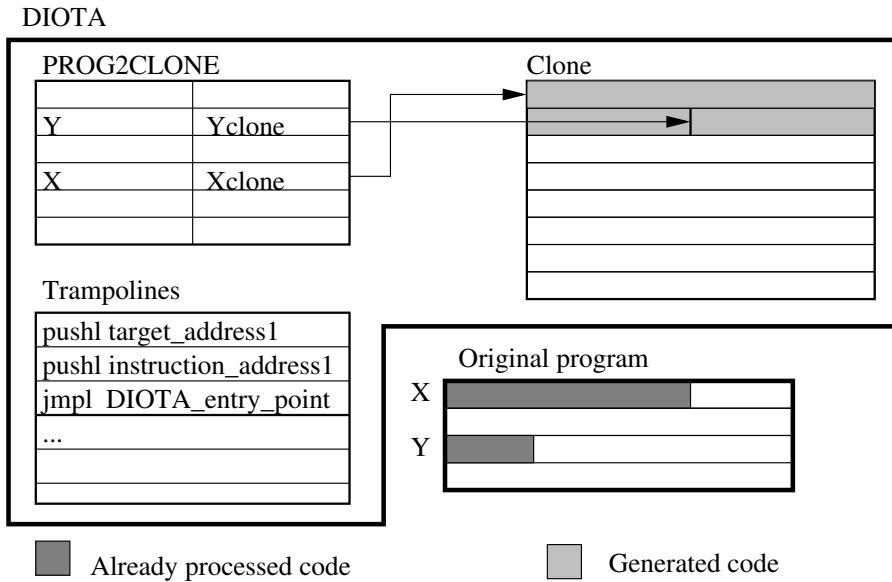 DIOTA
PROG2CLONE
Clone
Y Yclone
X Xclone
Trampolines
pushl target_address1
pushl instruction_address1
jmpl DIOTA_entry_point
...
Original program
X
Y
Already processed code
Generated code